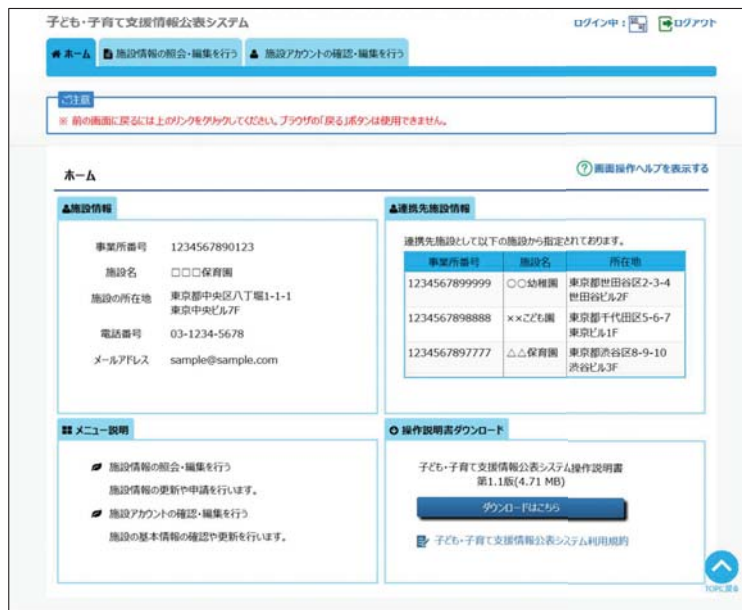 子ども・子育て支援情報公表システム
ログイン中： ログアウト
ホーム 施設情報の照会・編集を行う 施設アカウントの確認・編集を行う
ご注意
※ 前の画面に戻るには上のリンクをクリックしてください。ブラウザの「戻る」ボタンは使用できません。
ホーム
?画面操作ヘルプを表示する
施設情報
事業所番号 1234567890123
施設名 □□□保育園
施設の所在地 東京都中央区八丁堀1-1-1
東京中央ビル7F
電話番号 03-1234-5678
メールアドレス sample@sample.com
連携先施設情報
連携先施設として以下の施設から指定されております。
事業所番号 施設名 所在地
1234567899999 ○○幼稚園 東京都世田谷区2-3-4
世田谷ビル2F
1234567898888 ××こども園 東京都千代田区5-6-7
東京ビル1F
1234567897777 △△保育園 東京都渋谷区8-9-10
渋谷ビル3F
メニュー説明
施設情報の照会・編集を行う
施設情報の更新や申請を行います。
施設アカウントの確認・編集を行う
施設の基本情報の確認や更新を行います。
操作説明書ダウンロード
子ども・子育て支援情報公表システム操作説明書
第1.1版(4.71 MB)
ダウンロードはこちら
子ども・子育て支援情報公表システム利用規約
TOPに戻る